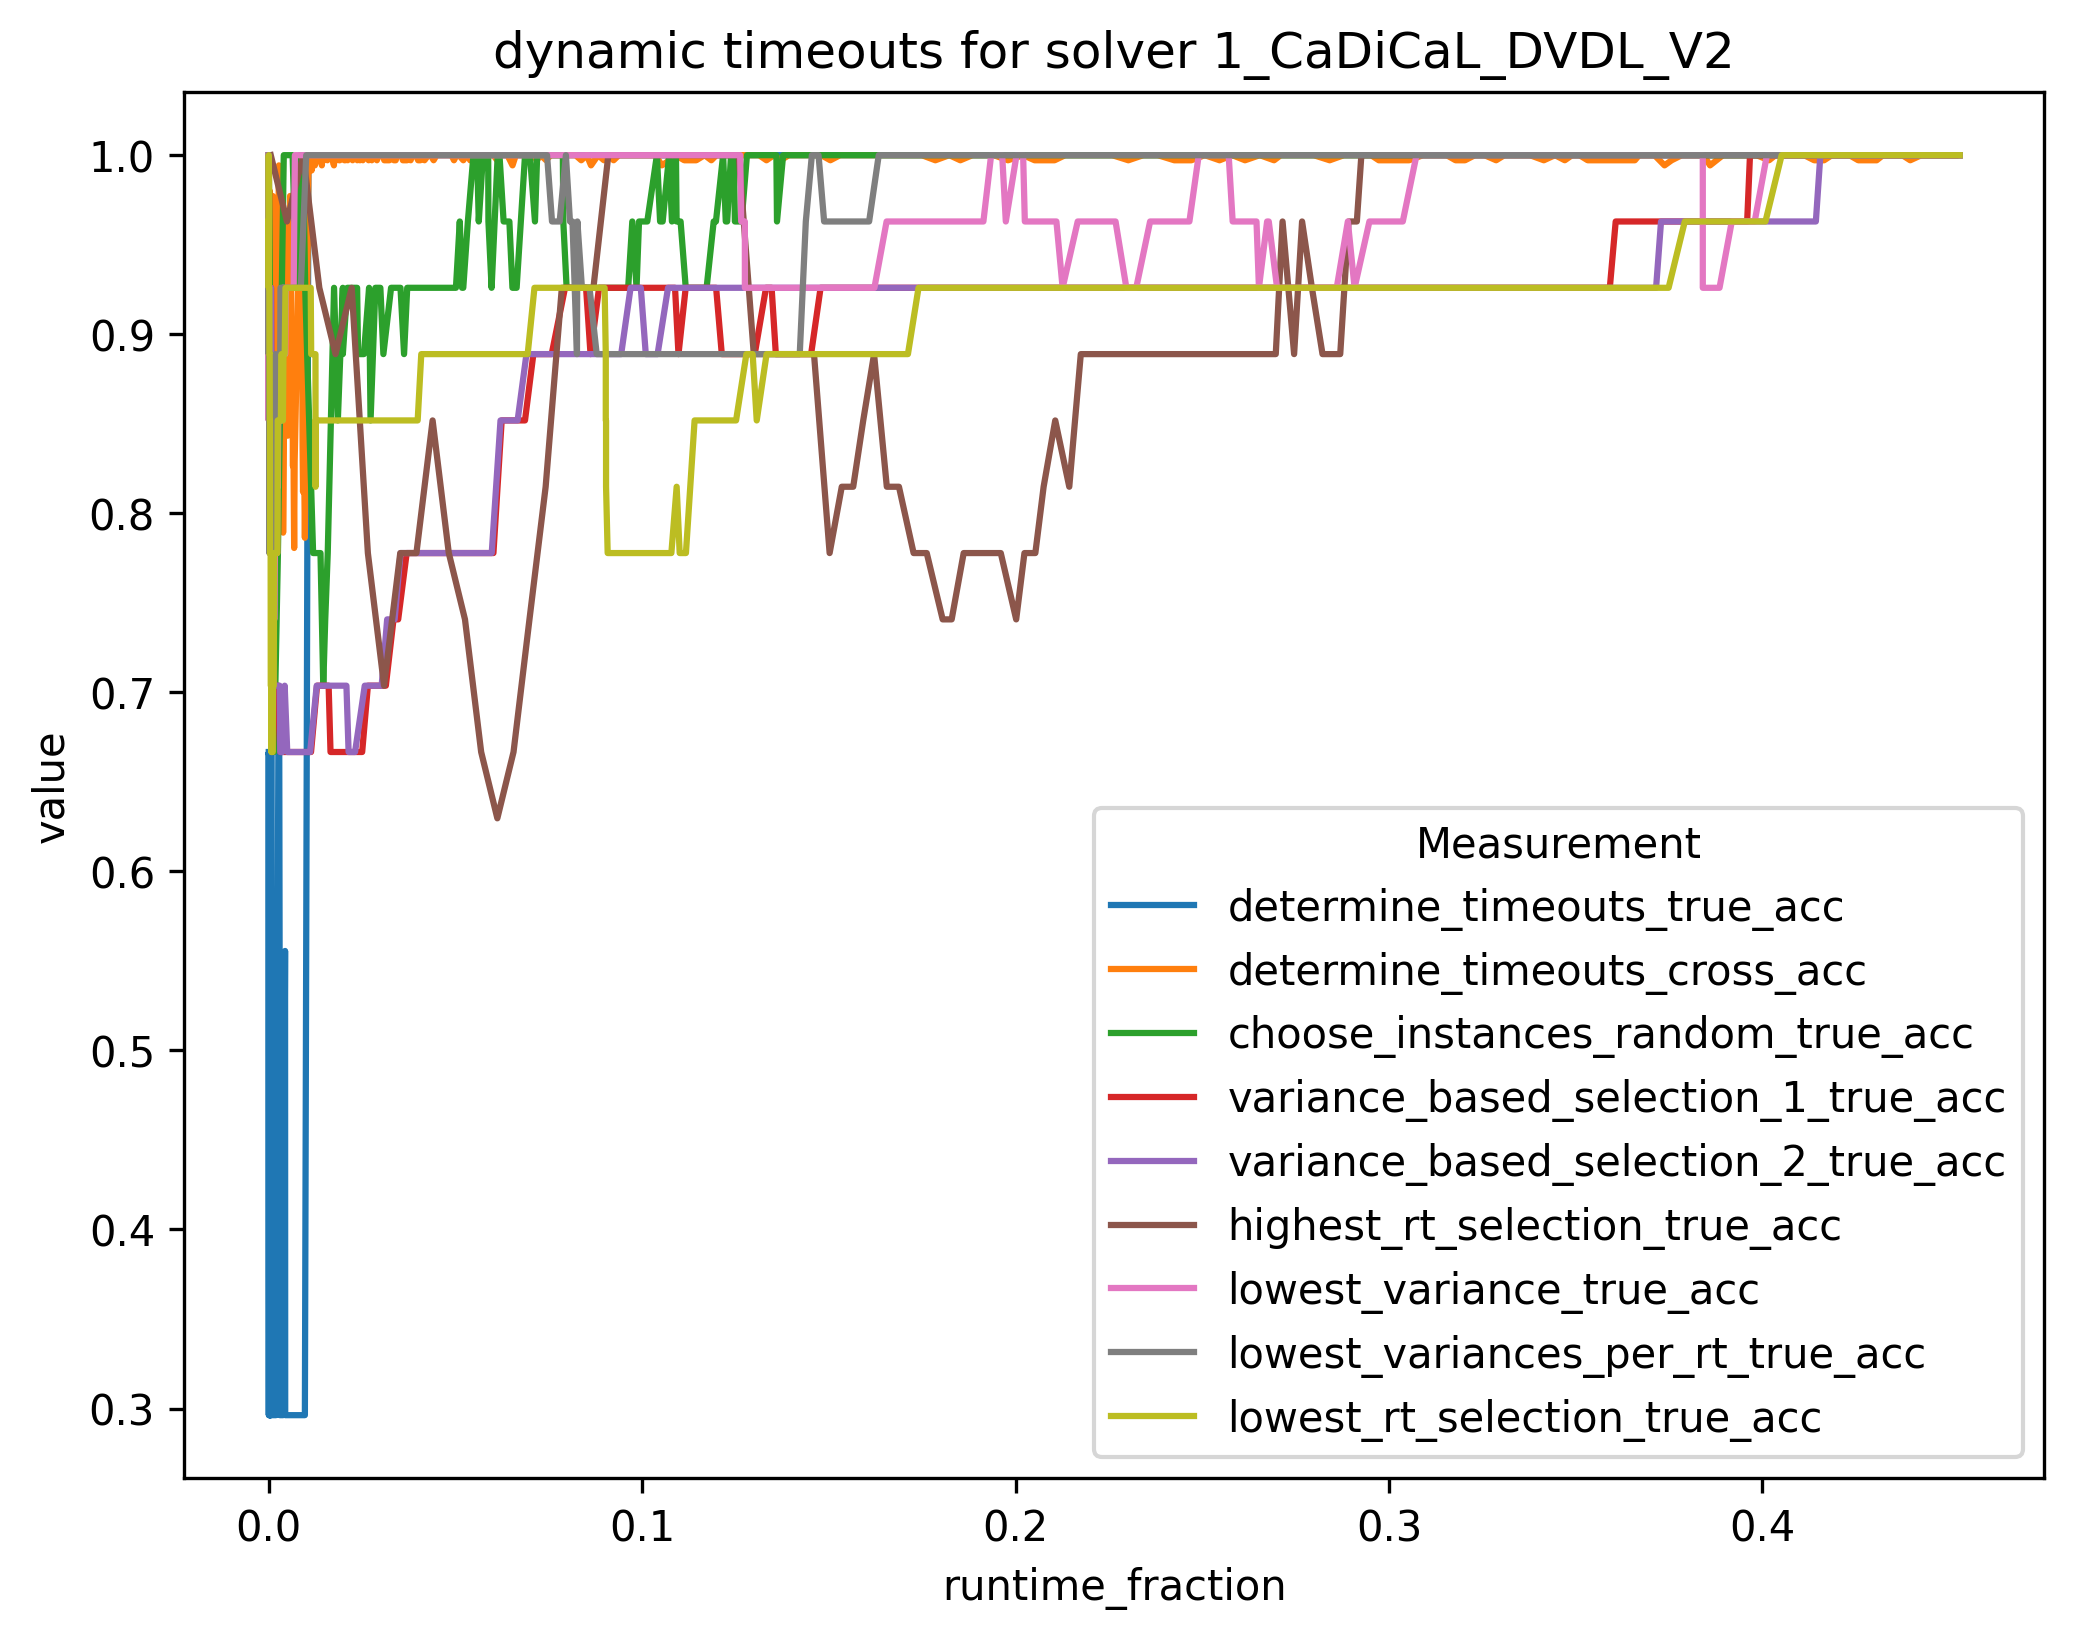 dynamic timeouts for solver 1_CaDiCaL_DVDL_V2
1.0
0.9
0.8
0.7
0.6
0.5
0.4
0.3
value
Measurement
determine_timeouts_true_acc
determine_timeouts_cross_acc
choose_instances_random_true_acc
variance_based_selection_1_true_acc
variance_based_selection_2_true_acc
highest_rt_selection_true_acc
lowest_variance_true_acc
lowest_variances_per_rt_true_acc
lowest_rt_selection_true_acc
0.0 0.1 0.2 0.3 0.4
runtime_fraction